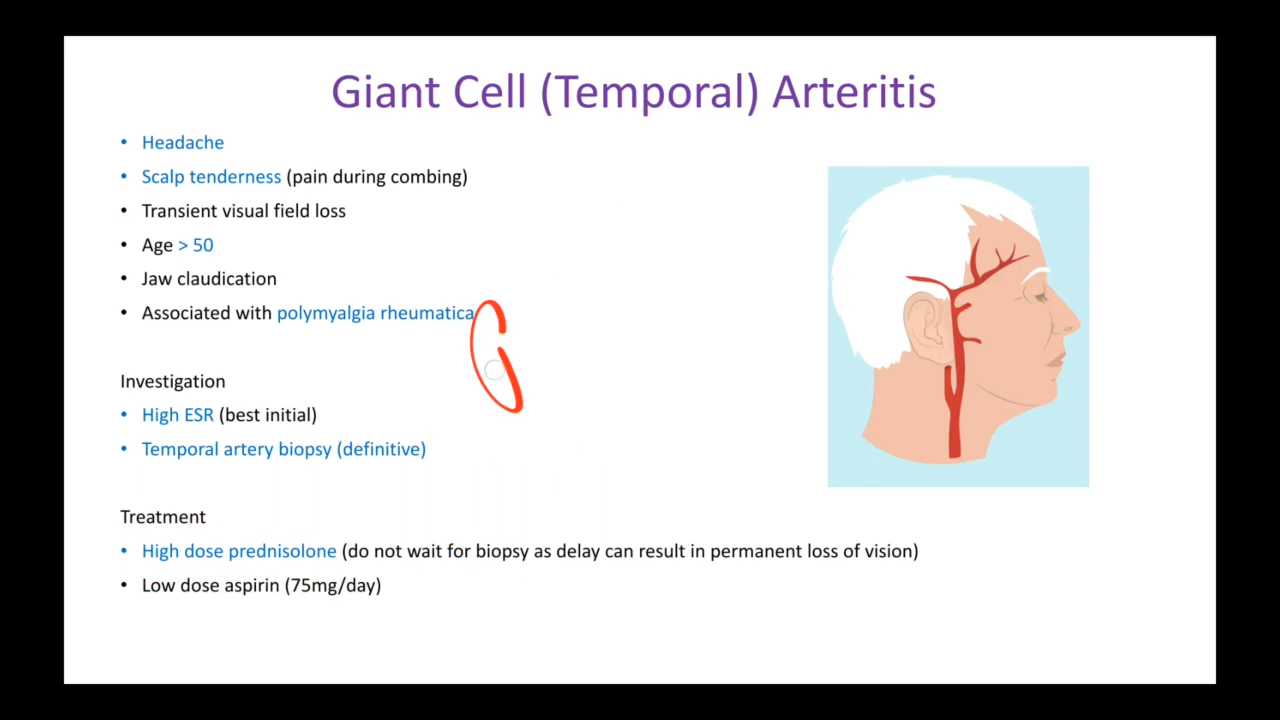 Giant Cell (Temporal) Arteritis
• Headache
• Scalp tenderness (pain during combing)
• Transient visual field loss
• Age > 50
• Jaw claudication
• Associated with polymyalgia rheumatica
Investigation
• High ESR (best initial)
• Temporal artery biopsy (definitive)
Treatment
• High dose prednisolone (do not wait for biopsy as delay can result in permanent loss of vision)
• Low dose aspirin (75mg/day)